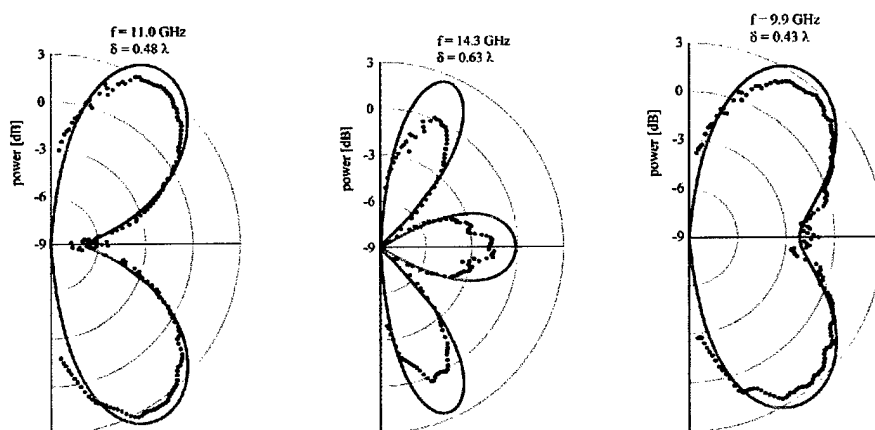 f = 11.0 GHz
δ = 0.48 λ
3
0
-3
-6
-9
power [dB]
f = 14.3 GHz
δ = 0.63 λ
3
0
-3
-6
-9
power [dB]
f = 9.9 GHz
δ = 0.43 λ
3
0
-3
-6
-9
power [dB]